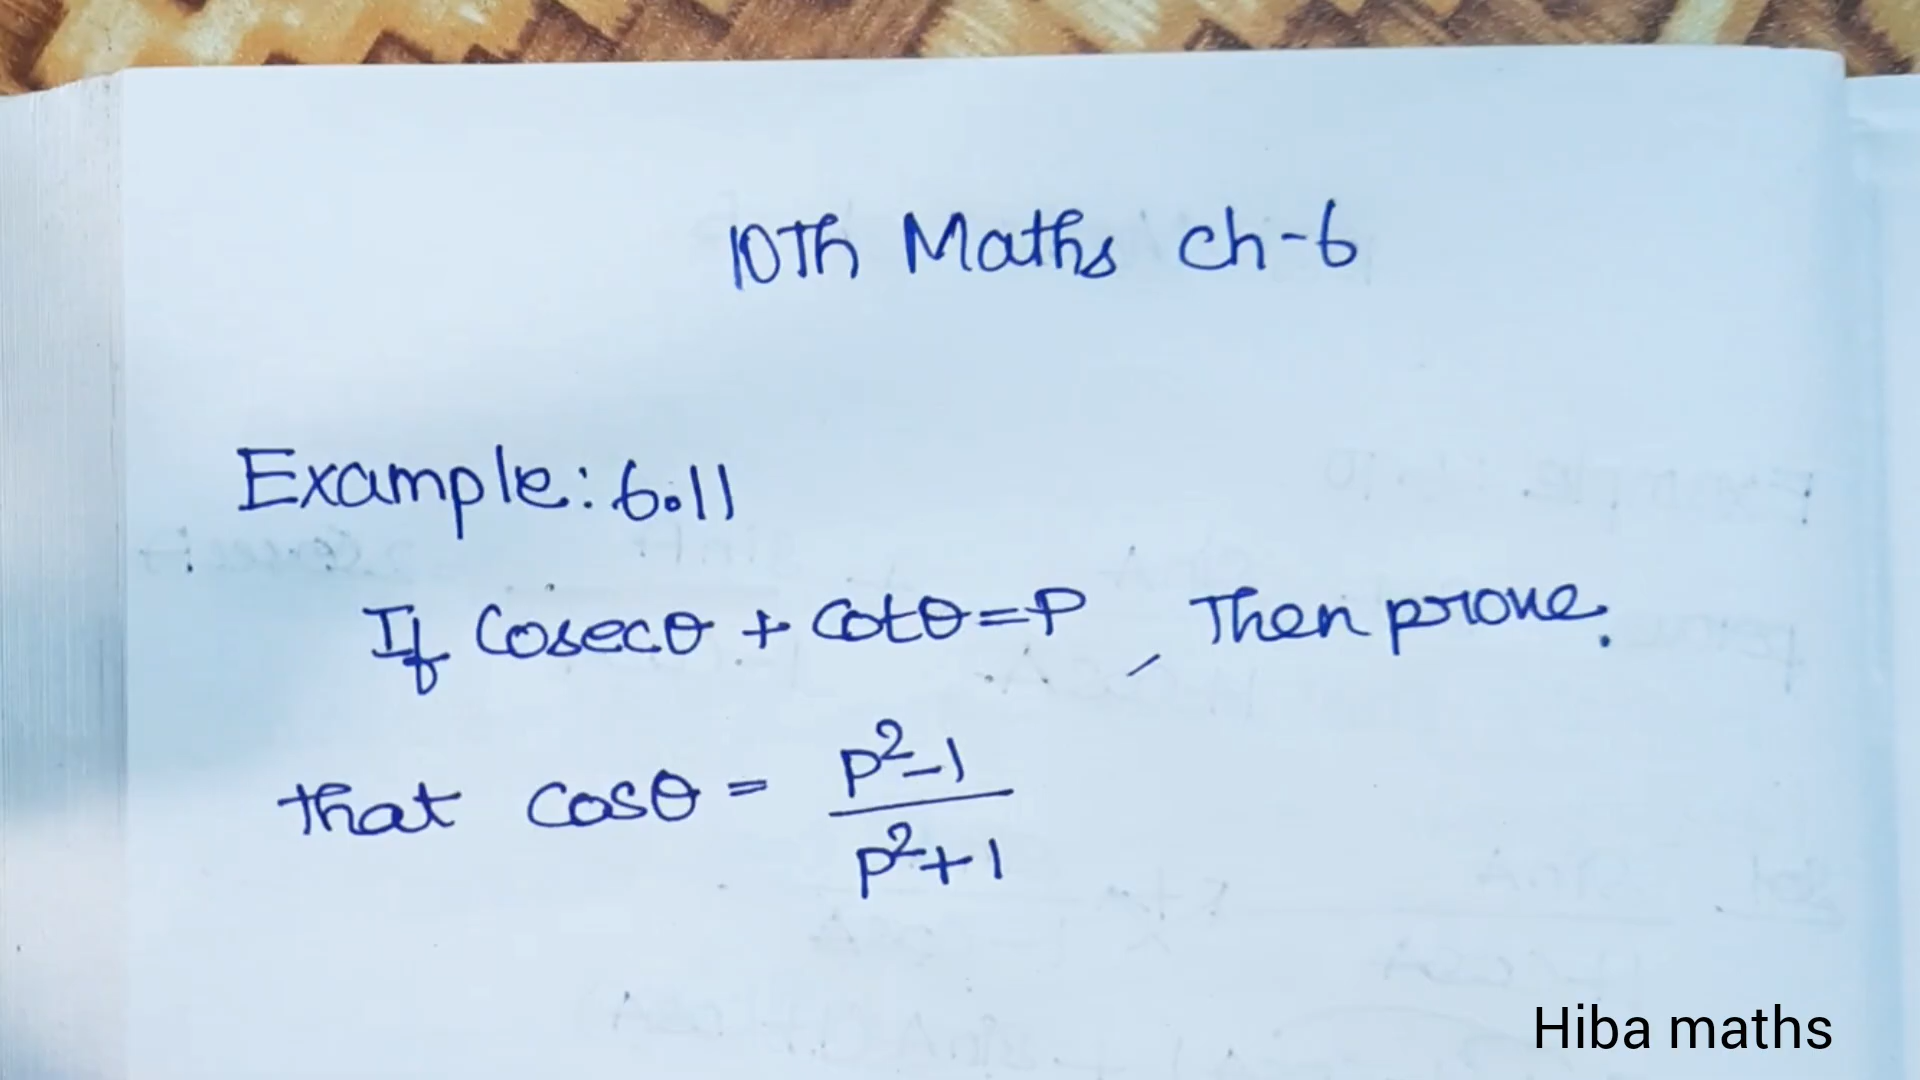 10Th Maths Ch-6
Example: 6.11
If Cosecθ + Cotθ = P, Then prove.
that cosθ = p²-1
p²+1
Hiba maths